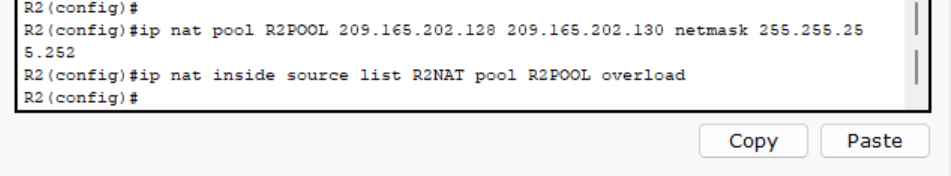 R2(config)#
R2(config)#ip nat pool R2POOL 209.165.202.128 209.165.202.130 netmask 255.255.25
5.252
R2(config)#ip nat inside source list R2NAT pool R2POOL overload
R2(config)#
Copy
Paste